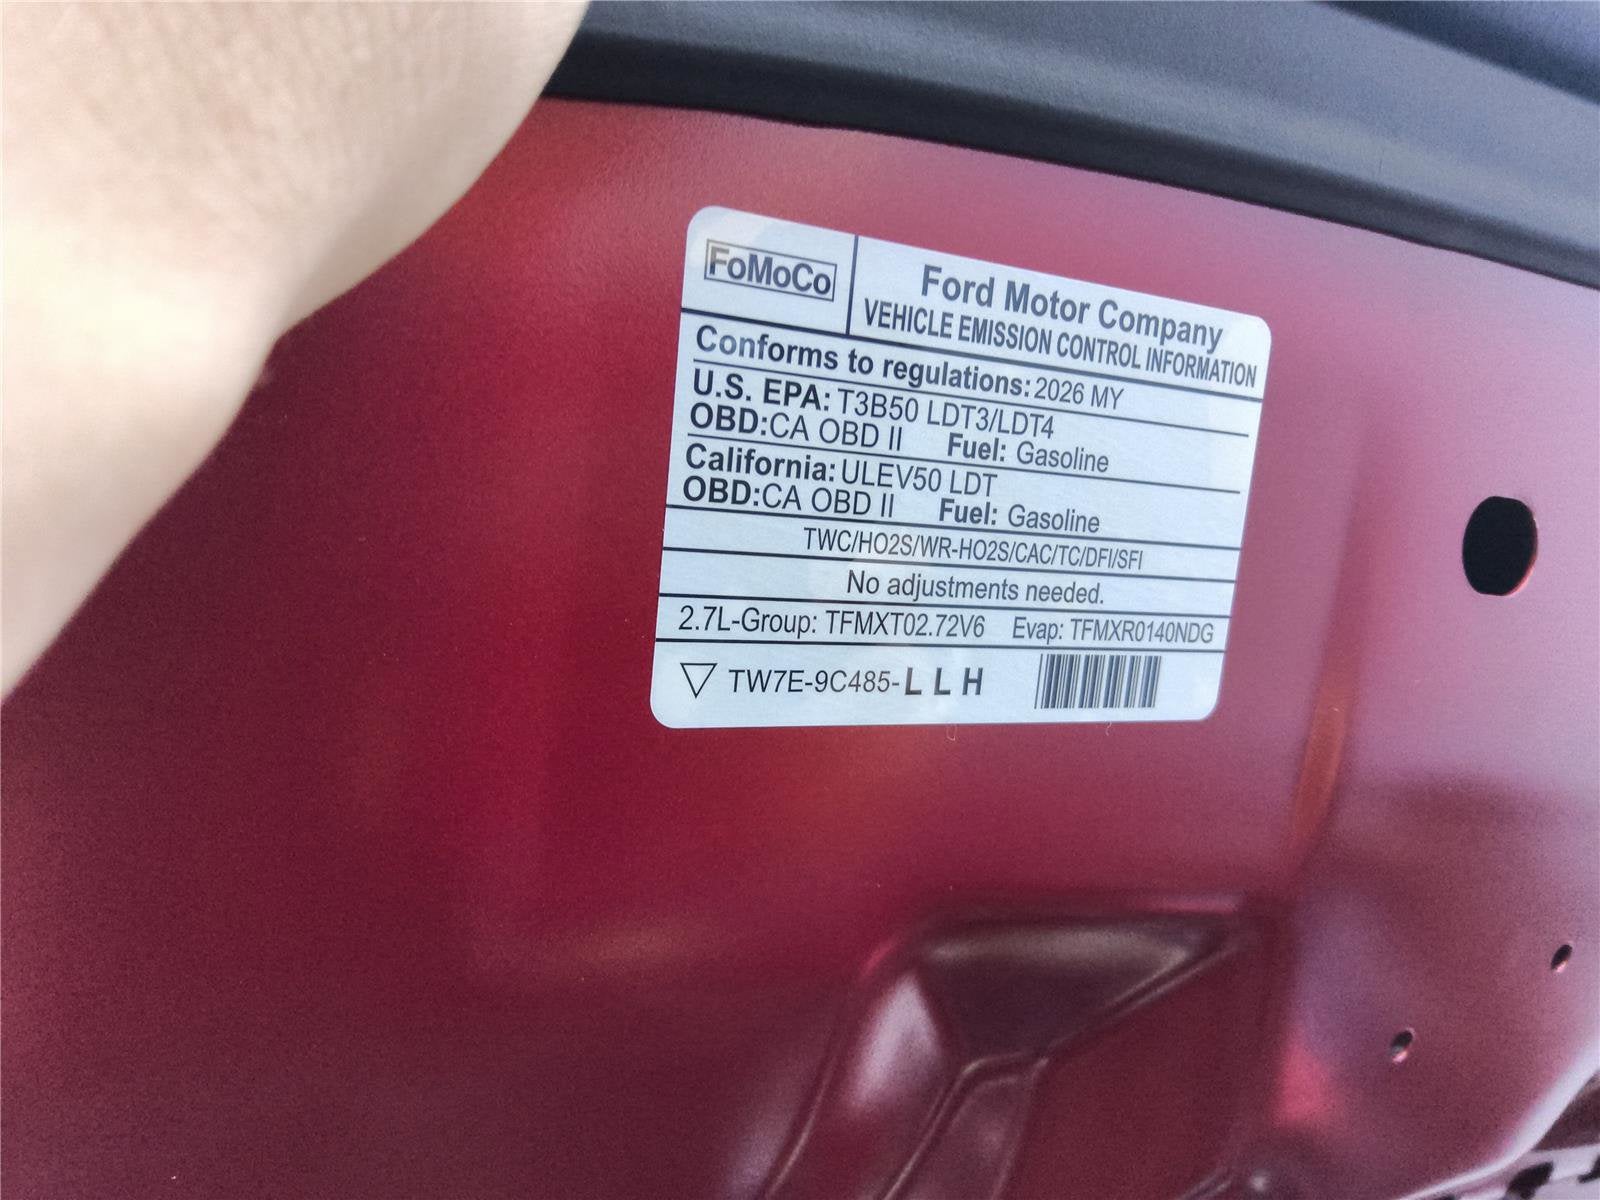 FoMoCo
Ford Motor Company
VEHICLE EMISSION CONTROL INFORMATION
Conforms to regulations: 2026 MY
U.S. EPA: T3B50 LDT3/LDT4
OBD: CA OBD II Fuel: Gasoline
California: ULEV50 LDT
OBD: CA OBD II Fuel: Gasoline
TWC/HO2S/WR-HO2S/CAC/TC/DFI/SFI
No adjustments needed.
2.7L-Group: TFMXT02.72V6 Evap: TFMXR0140NDG
TW7E-9C485-L L H